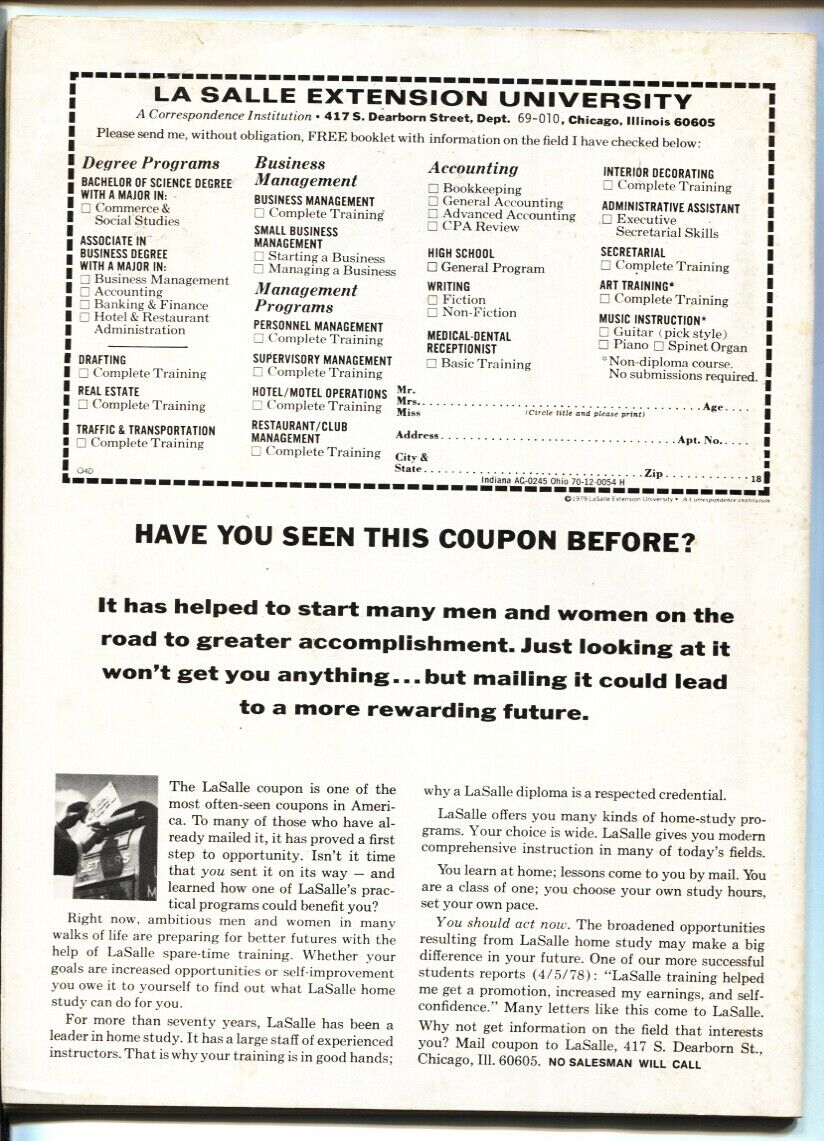 LA SALLE EXTENSION UNIVERSITY
A Correspondence Institution • 417 S. Dearborn Street, Dept. 69-010, Chicago, Illinois 60605
Please send me, without obligation, FREE booklet with information on the field I have checked below:
Degree Programs
BACHELOR OF SCIENCE DEGREE
WITH A MAJOR IN:
□ Commerce &
Social Studies
ASSOCIATE IN
BUSINESS DEGREE
WITH A MAJOR IN:
□ Business Management
□ Accounting
□ Banking & Finance
□ Hotel & Restaurant
Administration
DRAFTING
□ Complete Training
REAL ESTATE
□ Complete Training
TRAFFIC & TRANSPORTATION
□ Complete Training
04D
Business
Management
BUSINESS MANAGEMENT
□ Complete Training
SMALL BUSINESS
MANAGEMENT
□ Starting a Business
□ Managing a Business
Management
Programs
PERSONNEL MANAGEMENT
□ Complete Training
SUPERVISORY MANAGEMENT
□ Complete Training
HOTEL/MOTEL OPERATIONS
□ Complete Training
RESTAURANT/CLUB
MANAGEMENT
□ Complete Training
Accounting
□ Bookkeeping
□ General Accounting
□ Advanced Accounting
□ CPA Review
HIGH SCHOOL
□ General Program
WRITING
□ Fiction
□ Non-Fiction
MEDICAL-DENTAL
RECEPTIONIST
□ Basic Training
INTERIOR DECORATING
□ Complete Training
ADMINISTRATIVE ASSISTANT
□ Executive
Secretarial Skills
SECRETARIAL
□ Complete Training
ART TRAINING*
□ Complete Training
MUSIC INSTRUCTION*
□ Guitar (pick style)
□ Piano □ Spinet Organ
*Non-diploma course.
No submissions required.
Mr.
Mrs. Age
Miss (Circle title and please print)
Address Apt. No.
City &
State Zip 18
Indiana AC-0245 Ohio 70-12-0054 H
©1979 LaSalle Extension University • A Correspondence Institution
HAVE YOU SEEN THIS COUPON BEFORE?
It has helped to start many men and women on the
road to greater accomplishment. Just looking at it
won't get you anything...but mailing it could lead
to a more rewarding future.
The LaSalle coupon is one of the
most often-seen coupons in Ameri-
ca. To many of those who have al-
ready mailed it, it has proved a first
step to opportunity. Isn't it time
that you sent it on its way — and
learned how one of LaSalle's prac-
tical programs could benefit you?
Right now, ambitious men and women in many
walks of life are preparing for better futures with the
help of LaSalle spare-time training. Whether your
goals are increased opportunities or self-improvement
you owe it to yourself to find out what LaSalle home
study can do for you.
For more than seventy years, LaSalle has been a
leader in home study. It has a large staff of experienced
instructors. That is why your training is in good hands;
why a LaSalle diploma is a respected credential.
LaSalle offers you many kinds of home-study pro-
grams. Your choice is wide. LaSalle gives you modern
comprehensive instruction in many of today's fields.
You learn at home; lessons come to you by mail. You
are a class of one; you choose your own study hours,
set your own pace.
You should act now. The broadened opportunities
resulting from LaSalle home study may make a big
difference in your future. One of our more successful
students reports (4/5/78): "LaSalle training helped
me get a promotion, increased my earnings, and self-
confidence." Many letters like this come to LaSalle.
Why not get information on the field that interests
you? Mail coupon to LaSalle, 417 S. Dearborn St.,
Chicago, Ill. 60605. NO SALESMAN WILL CALL